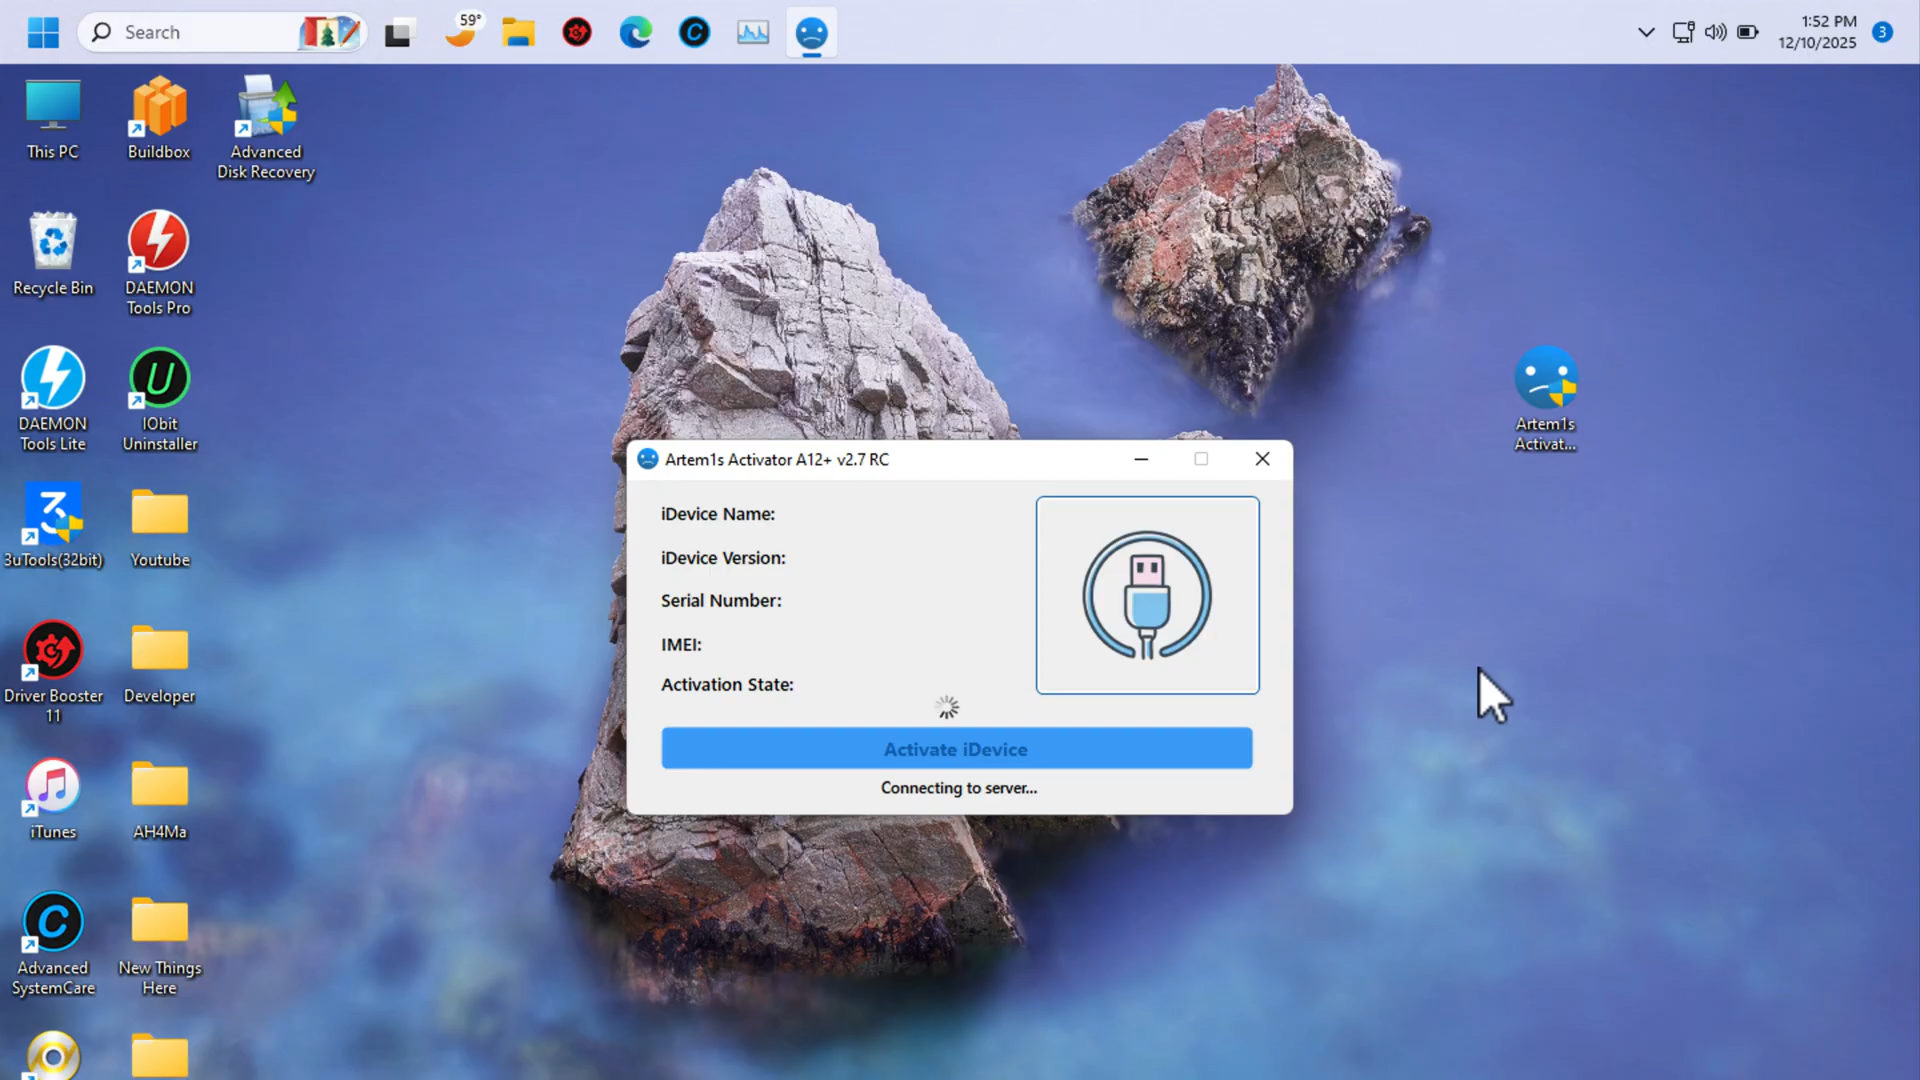 Search
59°
1:52 PM
12/10/2025
3
This PC
Buildbox
Advanced
Disk Recovery
Recycle Bin
DAEMON
Tools Pro
DAEMON
Tools Lite
IObit
Uninstaller
3uTools(32bit)
Youtube
Driver Booster
11
Developer
iTunes
AH4Ma
Advanced
SystemCare
New Things
Here
Artem1s
Activat...
Artem1s Activator A12+ v2.7 RC
iDevice Name:
iDevice Version:
Serial Number:
IMEI:
Activation State:
Activate iDevice
Connecting to server...